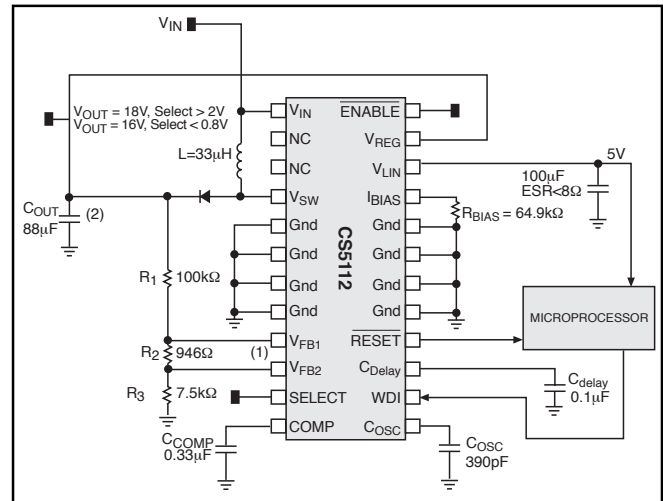 VIN
VOUT = 18V, Select > 2V
VOUT = 16V, Select < 0.8V
L=33µH
COUT
88µF
(2)
R1 100kΩ
R2 946Ω
(1)
R3 7.5kΩ
CCOMP
0.33µF
VIN
NC
NC
VSW
Gnd
Gnd
Gnd
Gnd
VFB1
VFB2
SELECT
COMP
CS5112
ENABLE
VREG
VLIN
IBIAS
Gnd
Gnd
Gnd
Gnd
RESET
CDelay
WDI
COSC
5V
100µF
ESR<8Ω
RBIAS = 64.9kΩ
MICROPROCESSOR
Cdelay
0.1µF
COSC
390pF